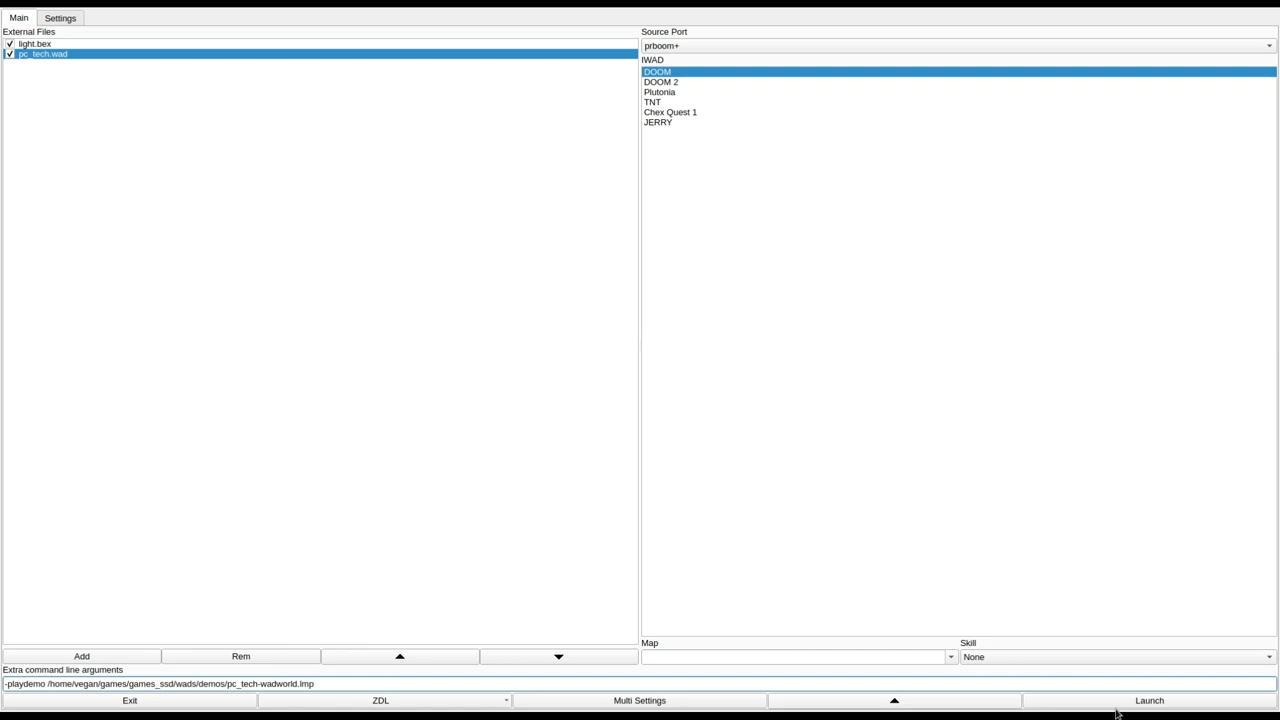 Main Settings
External Files
light.bex
pc_tech.wad
Source Port
prboom+
IWAD
DOOM
DOOM 2
Plutonia
TNT
Chex Quest 1
JERRY
Map Skill
None
Add Rem
Extra command line arguments
-playdemo /home/vegan/games/games_ssd/wads/demos/pc_tech-wadworld.lmp
Exit ZDL Multi Settings Launch